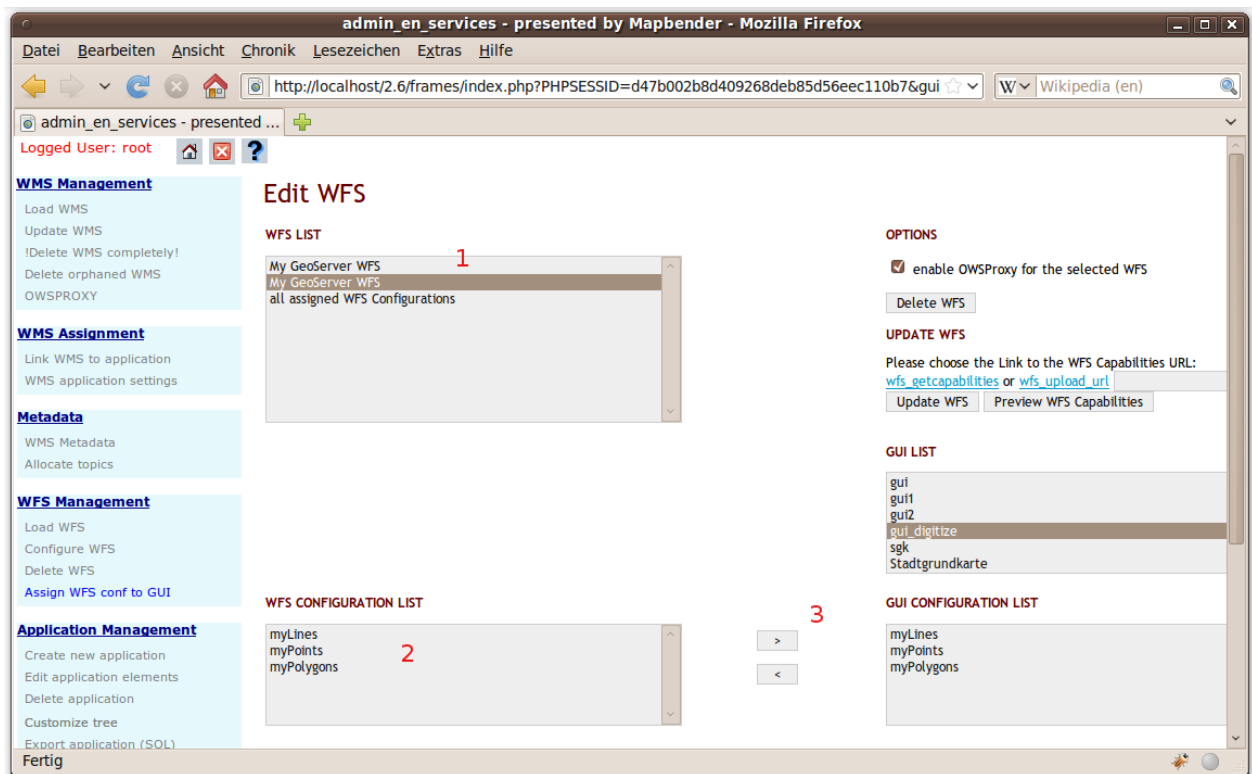 admin_en_services - presented by Mapbender - Mozilla Firefox
Datei Bearbeiten Ansicht Chronik Lesezeichen Extras Hilfe
http://localhost/2.6/frames/index.php?PHPSESSID=d47b002b8d409268deb85d56eec110b7&gui
W Wikipedia (en)
admin_en_services - presented ...
Logged User: root
?
WMS Management
Load WMS
Update WMS
!Delete WMS completely!
Delete orphaned WMS
OWSPROXY
WMS Assignment
Link WMS to application
WMS application settings
Metadata
WMS Metadata
Allocate topics
WFS Management
Load WFS
Configure WFS
Delete WFS
Assign WFS conf to GUI
Application Management
Create new application
Edit application elements
Delete application
Customize tree
Export application (SQL)
Edit WFS
WFS LIST
1
My GeoServer WFS
My GeoServer WFS
all assigned WFS Configurations
OPTIONS
enable OWSProxy for the selected WFS
Delete WFS
UPDATE WFS
Please choose the Link to the WFS Capabilities URL:
wfs_getcapabilities or wfs_upload_url
Update WFS Preview WFS Capabilities
GUI LIST
gui
gui1
gui2
gui_digitize
sgk
Stadtgrundkarte
WFS CONFIGURATION LIST
myLines
myPoints
myPolygons
2
3
>
<
GUI CONFIGURATION LIST
myLines
myPoints
myPolygons
Fertig